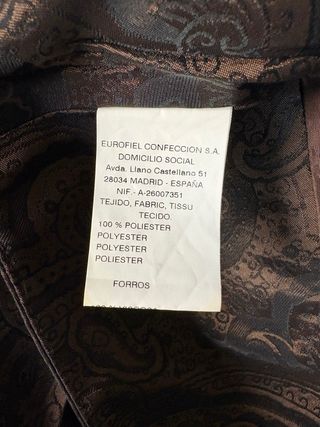 EUROFIEL CONFECCION S.A.
DOMICILIO SOCIAL
Avda. Llano Castellano 51
28034 MADRID - ESPAÑA
NIF.- A-26007351
TEJIDO, FABRIC, TISSU
TECIDO.
100 % POLIESTER
POLYESTER
POLYESTER
POLIESTER
FORROS